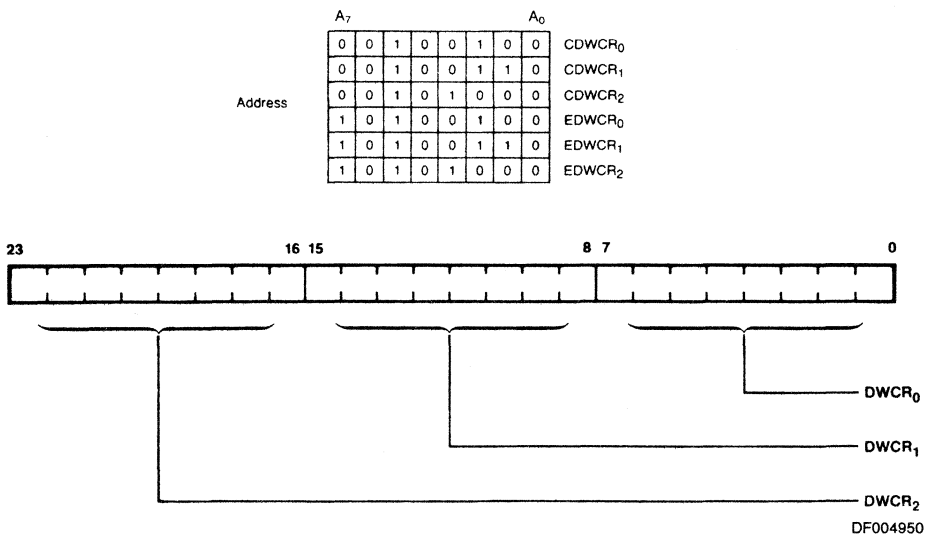 A₇ A₀
0 0 1 0 0 1 0 0 CDWCR₀
0 0 1 0 0 1 1 0 CDWCR₁
0 0 1 0 1 0 0 0 CDWCR₂
Address
1 0 1 0 0 1 0 0 EDWCR₀
1 0 1 0 0 1 1 0 EDWCR₁
1 0 1 0 1 0 0 0 EDWCR₂
23 16 15 8 7 0
DWCR₀
DWCR₁
DWCR₂
DF004950